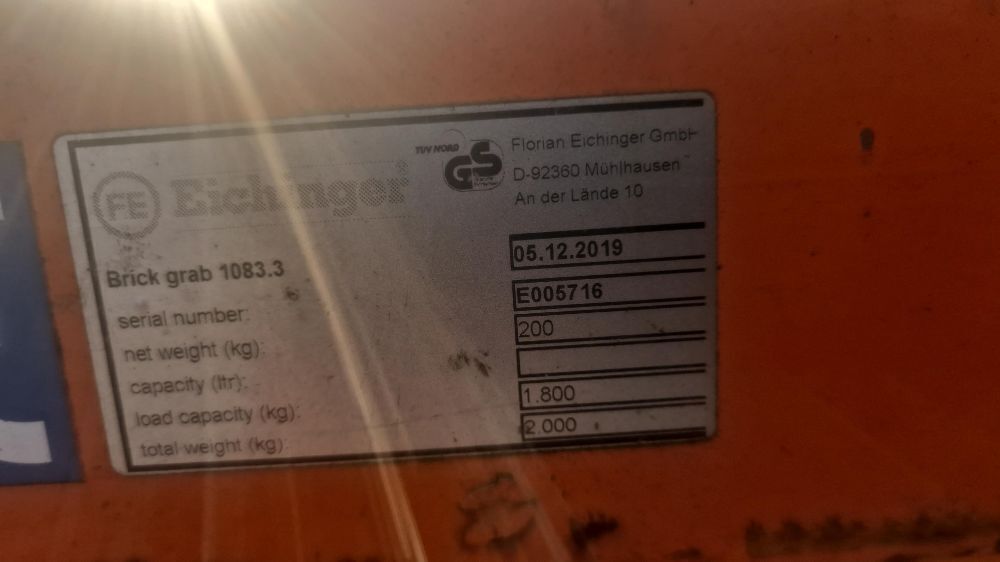 FE Eichinger
TÜV NORD
GS
Florian Eichinger GmbH
D-92360 Mühlhausen
An der Lände 10
Brick grab 1083.3
05.12.2019
serial number: E005716
net weight (kg): 200
capacity (ltr):
load capacity (kg): 1.800
total weight (kg): 2.000